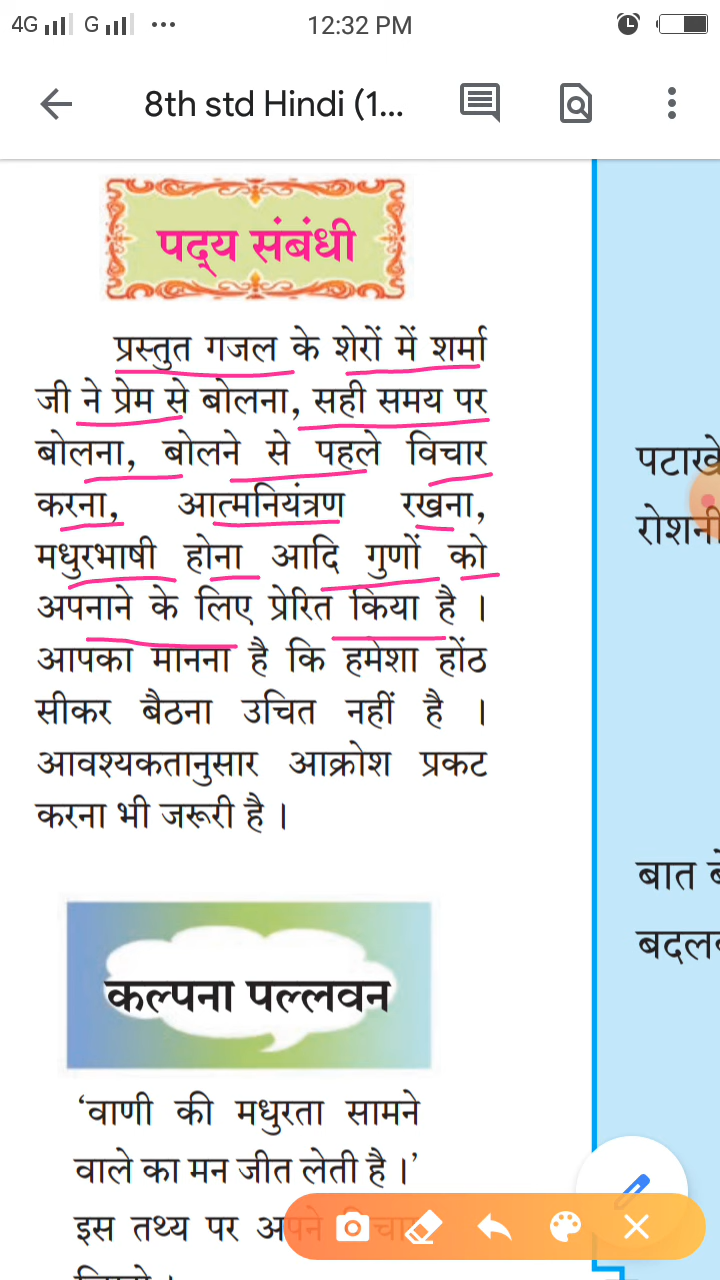 4G G ••• 12:32 PM
8th std Hindi (1...
पद्य संबंधी
प्रस्तुत गजल के शेरों में शर्मा
जी ने प्रेम से बोलना, सही समय पर
बोलना, बोलने से पहले विचार
करना, आत्मनियंत्रण रखना,
मधुरभाषी होना आदि गुणों को
अपनाने के लिए प्रेरित किया है ।
आपका मानना है कि हमेशा होंठ
सीकर बैठना उचित नहीं है ।
आवश्यकतानुसार आक्रोश प्रकट
करना भी जरूरी है ।
कल्पना पल्लवन
‘वाणी की मधुरता सामने
वाले का मन जीत लेती है ।’
इस तथ्य पर अपने
पटाखे
रोशनी
बात